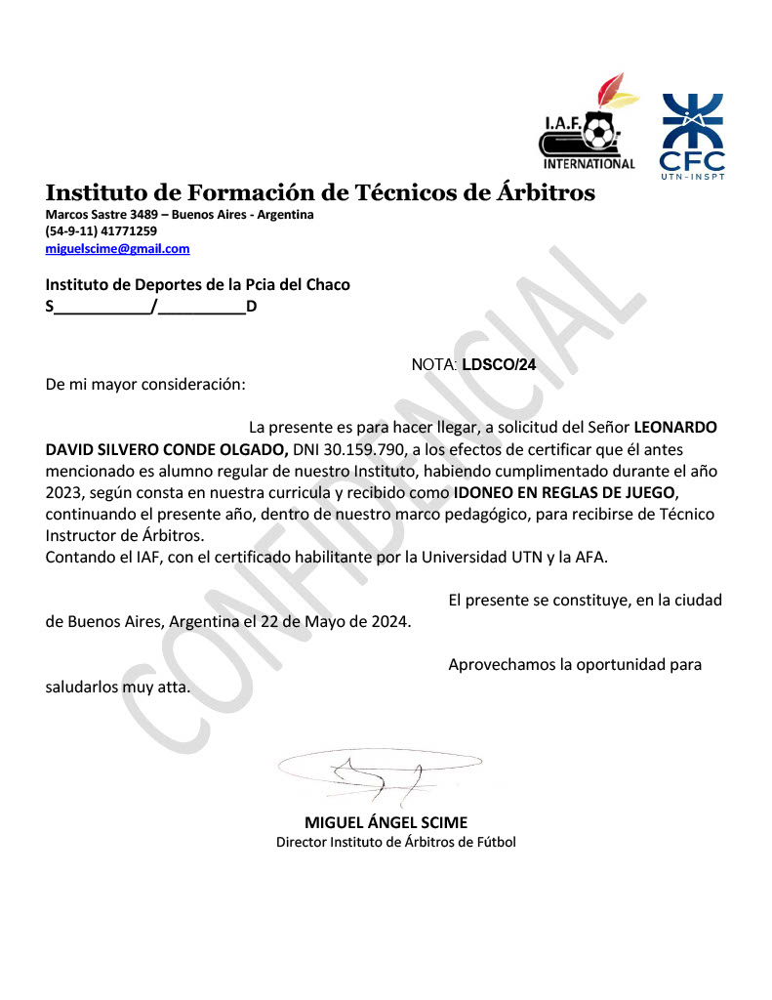 I.A.F.
INTERNATIONAL
CFC
UTN-INSPT
Instituto de Formación de Técnicos de Árbitros
Marcos Sastre 3489 – Buenos Aires - Argentina
(54-9-11) 41771259
miguelscime@gmail.com
Instituto de Deportes de la Pcia del Chaco
S___________/__________D
NOTA: LDSCO/24
De mi mayor consideración:
La presente es para hacer llegar, a solicitud del Señor LEONARDO
DAVID SILVERO CONDE OLGADO, DNI 30.159.790, a los efectos de certificar que él antes
mencionado es alumno regular de nuestro Instituto, habiendo cumplimentado durante el año
2023, según consta en nuestra curricula y recibido como IDONEO EN REGLAS DE JUEGO,
continuando el presente año, dentro de nuestro marco pedagógico, para recibirse de Técnico
Instructor de Árbitros.
Contando el IAF, con el certificado habilitante por la Universidad UTN y la AFA.
El presente se constituye, en la ciudad
de Buenos Aires, Argentina el 22 de Mayo de 2024.
Aprovechamos la oportunidad para
saludarlos muy atta.
CONFIDENCIAL
MIGUEL ÁNGEL SCIME
Director Instituto de Árbitros de Fútbol